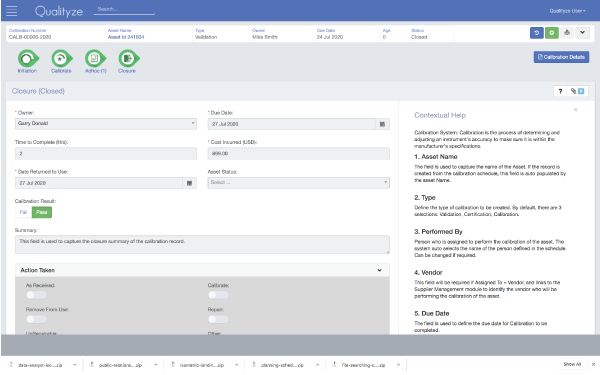 Qualityze
Search...
Qualityze User
Calibration Number Asset Name Type Owner Due Date Age Status
CALB-00006-2020 Asset Id 241604 Validation Mike Smith 24 Jul 2020 0 Closed
Initiation Calibrate Adhoc (1) Closure
Calibration Details
Closure (Closed)
* Owner: * Due Date:
Garry Donald 27 Jul 2020
Time to Complete (Hrs): * Cost Incurred (USD):
2 899.00
* Date Returned to Use: Asset Status:
27 Jul 2020 Select ...
Calibration Result:
Fail Pass
Summary:
This field is used to capture the closure summary of the calibration record.
Action Taken
As Received: Calibrate:
Remove From Use: Repair:
Undeterminable: Other:
Contextual Help
Calibration System: Calibration is the process of determining and
adjusting an instrument's accuracy to make sure it is within the
manufacturer's specifications.
1. Asset Name
The field is used to capture the name of the Asset. If the record is
created from the calibration schedule, this field is auto populated by
the asset Name.
2. Type
Define the type of calibration to be created. By default, there are 3
selections: Validation, Certification, Calibration.
3. Performed By
Person who is assigned to perform the calibration of the asset. The
system auto selects the name of the person defined in the schedule.
Can be changed if required.
4. Vendor
This field will be required if Assigned To = Vendor, and links to the
Supplier Management module to identify the vendor who will be
performing the calibration of the asset.
5. Due Date
The field is used to define the due date for Calibration to be
completed.
data-analyst-iso....zip public-relations....zip isometric-landin....zip planning-sched....zip file-searching-c....zip Show All